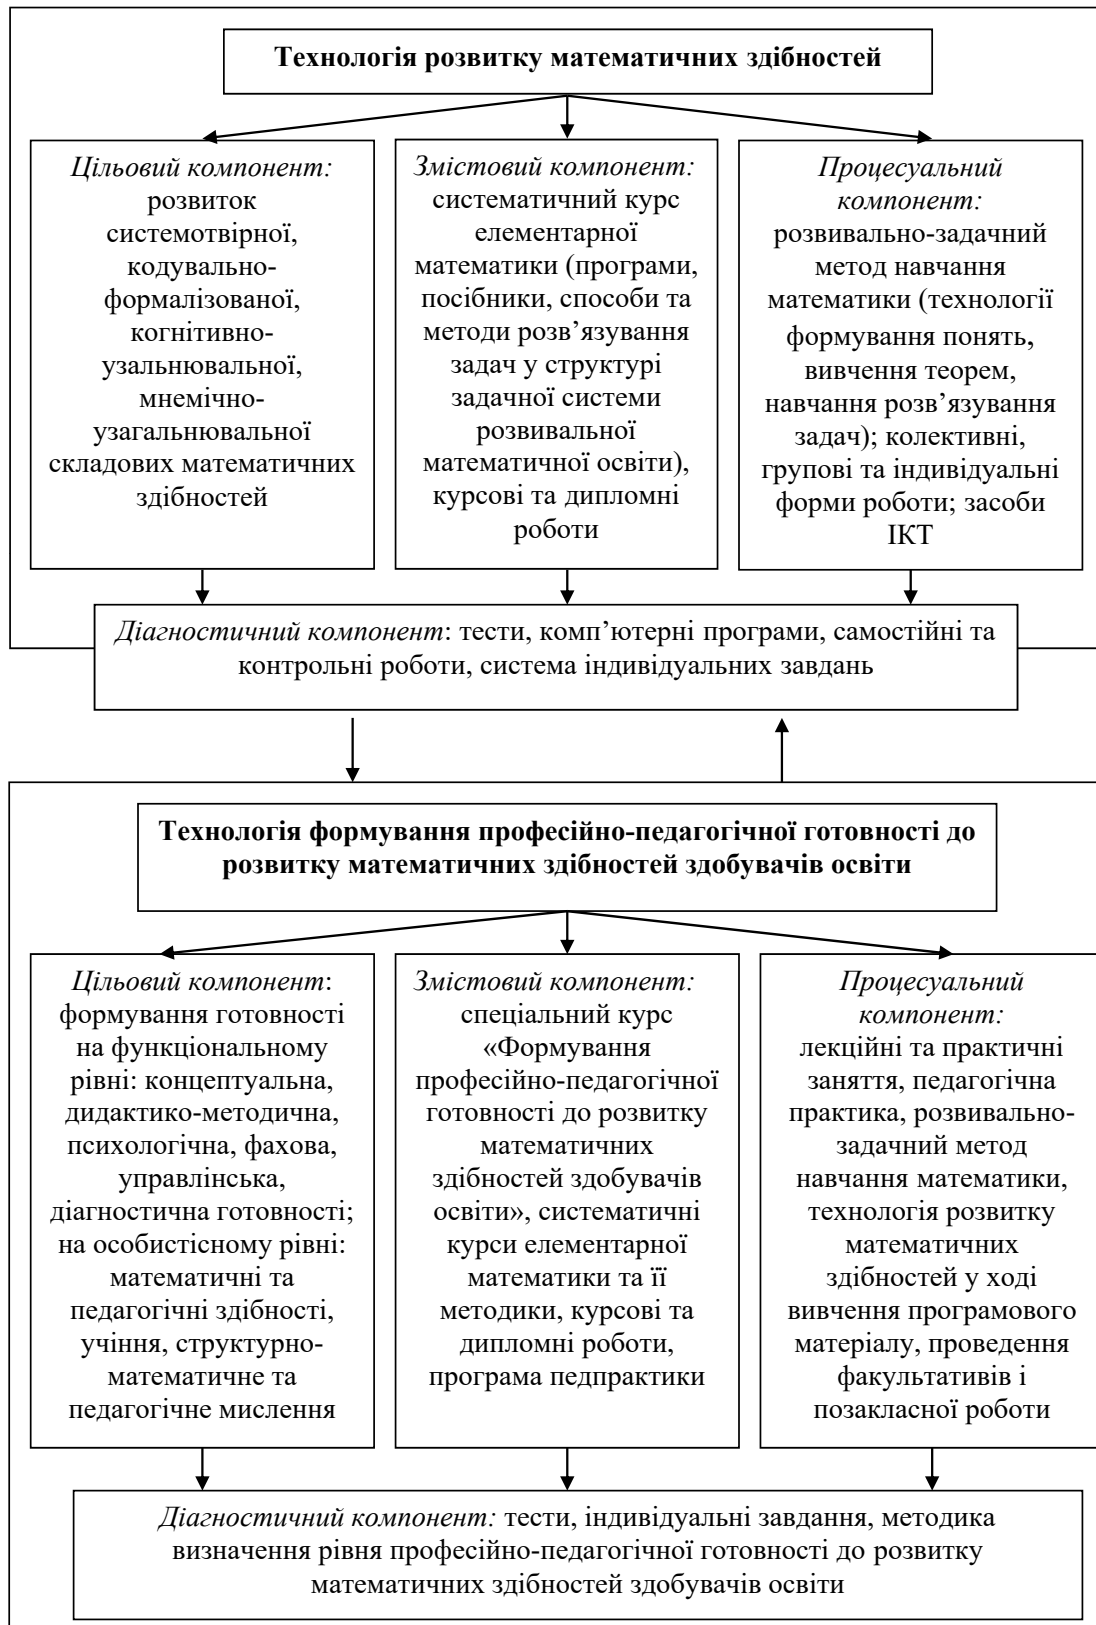 Технологія розвитку математичних здібностей
Цільовий компонент:
розвиток
системотвірної,
кодувально-
формалізованої,
когнітивно-
узальнювальної,
мнемічно-
узагальнювальної
складових математичних
здібностей
Змістовий компонент:
систематичний курс
елементарної
математики (програми,
посібники, способи та
методи розв’язування
задач у структурі
задачної системи
розвивальної
математичної освіти),
курсові та дипломні
роботи
Процесуальний
компонент:
розвивально-задачний
метод навчання
математики (технології
формування понять,
вивчення теорем,
навчання розв’язування
задач); колективні,
групові та індивідуальні
форми роботи; засоби
ІКТ
Діагностичний компонент: тести, комп’ютерні програми, самостійні та
контрольні роботи, система індивідуальних завдань
Технологія формування професійно-педагогічної готовності до
розвитку математичних здібностей здобувачів освіти
Цільовий компонент:
формування готовності
на функціональному
рівні: концептуальна,
дидактико-методична,
психологічна, фахова,
управлінська,
діагностична готовності;
на особистісному рівні:
математичні та
педагогічні здібності,
учіння, структурно-
математичне та
педагогічне мислення
Змістовий компонент:
спеціальний курс
«Формування
професійно-педагогічної
готовності до розвитку
математичних
здібностей здобувачів
освіти», систематичні
курси елементарної
математики та її
методики, курсові та
дипломні роботи,
програма педпрактики
Процесуальний
компонент:
лекційні та практичні
заняття, педагогічна
практика, розвивально-
задачний метод
навчання математики,
технологія розвитку
математичних
здібностей у ході
вивчення програмового
матеріалу, проведення
факультативів і
позакласної роботи
Діагностичний компонент: тести, індивідуальні завдання, методика
визначення рівня професійно-педагогічної готовності до розвитку
математичних здібностей здобувачів освіти